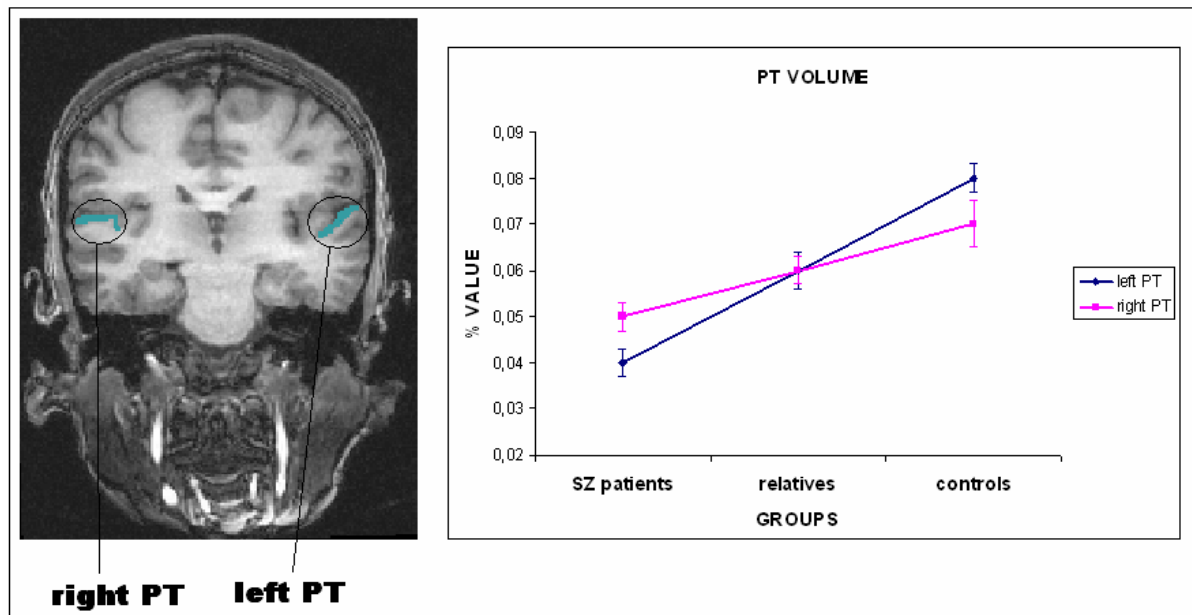 right PT
left PT
PT VOLUME
% VALUE
0,09
0,08
0,07
0,06
0,05
0,04
0,03
0,02
SZ patients
relatives
controls
GROUPS
left PT
right PT